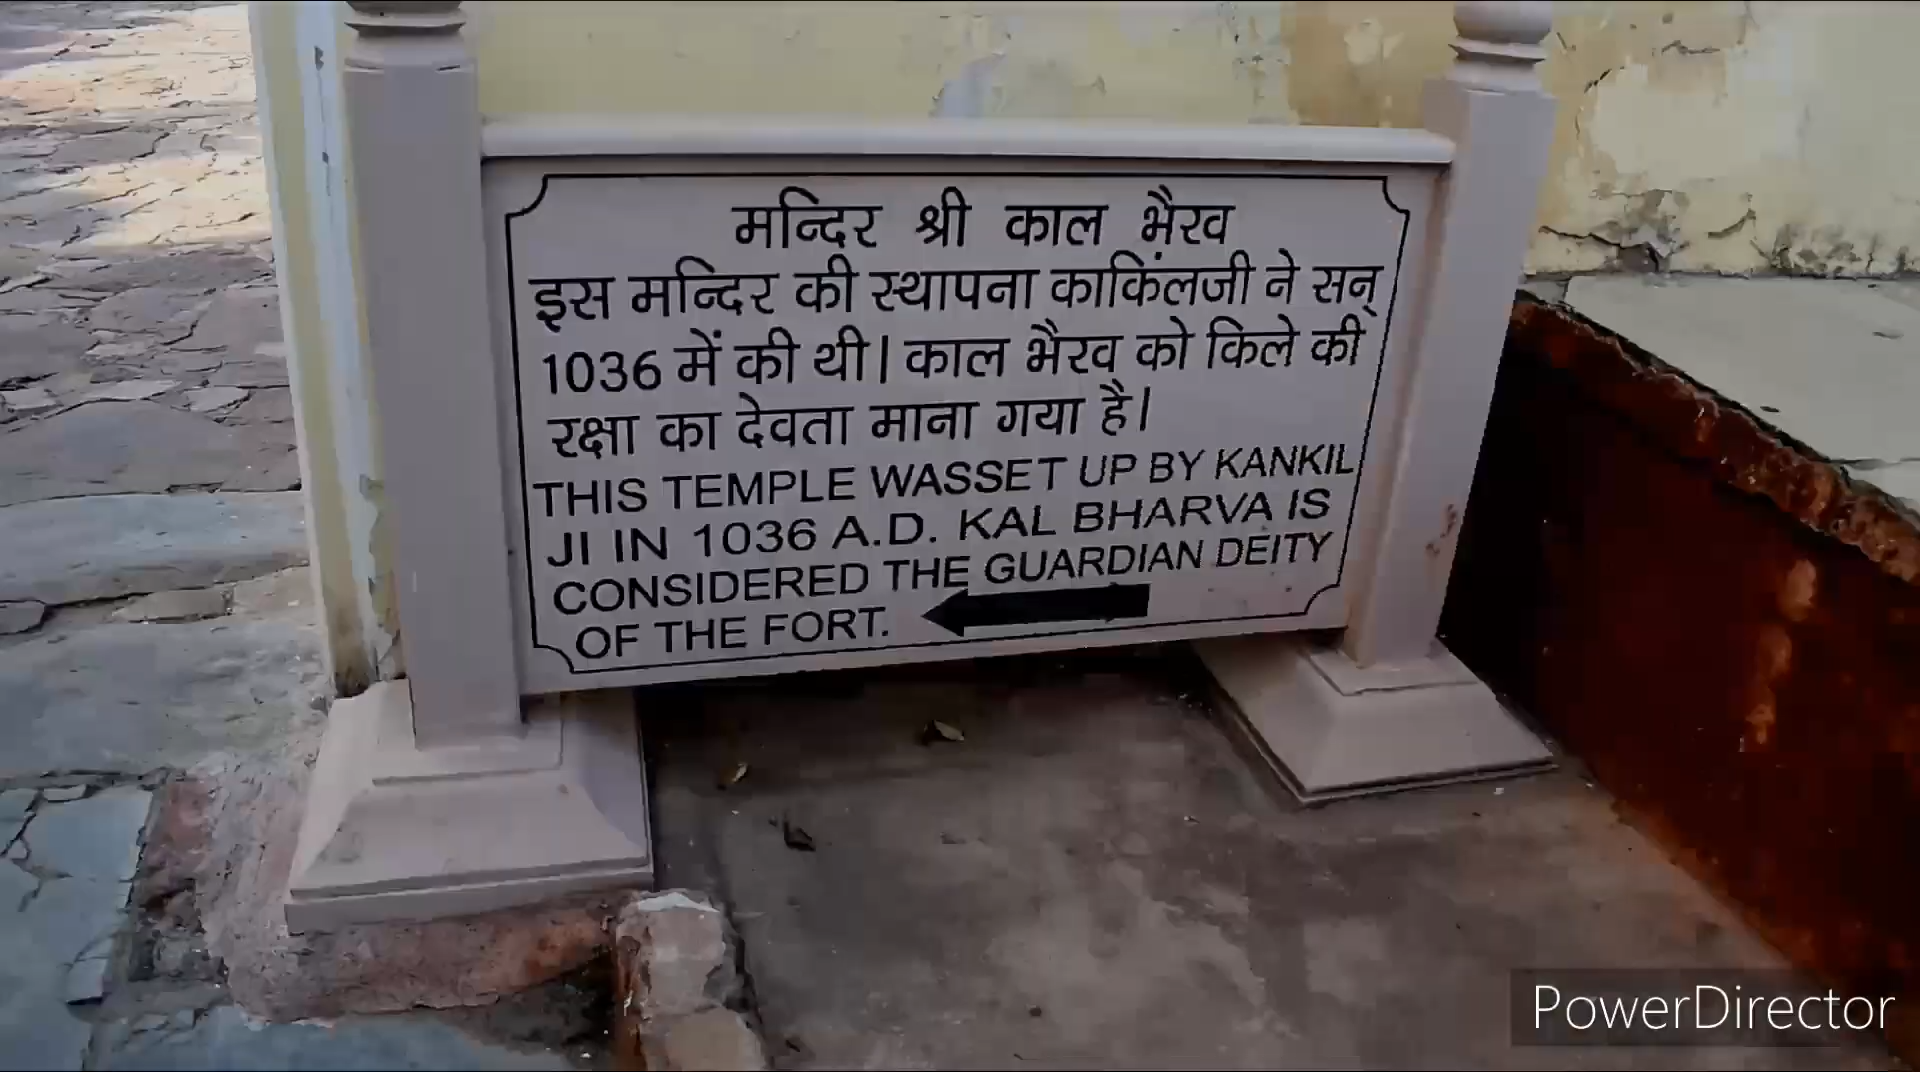 मन्दिर श्री काल भैरव
इस मन्दिर की स्थापना काकिंलजी ने सन्
1036 में की थी। काल भैरव को किले की
रक्षा का देवता माना गया है।
THIS TEMPLE WASSET UP BY KANKIL
JI IN 1036 A.D. KAL BHARVA IS
CONSIDERED THE GUARDIAN DEITY
OF THE FORT.
PowerDirector